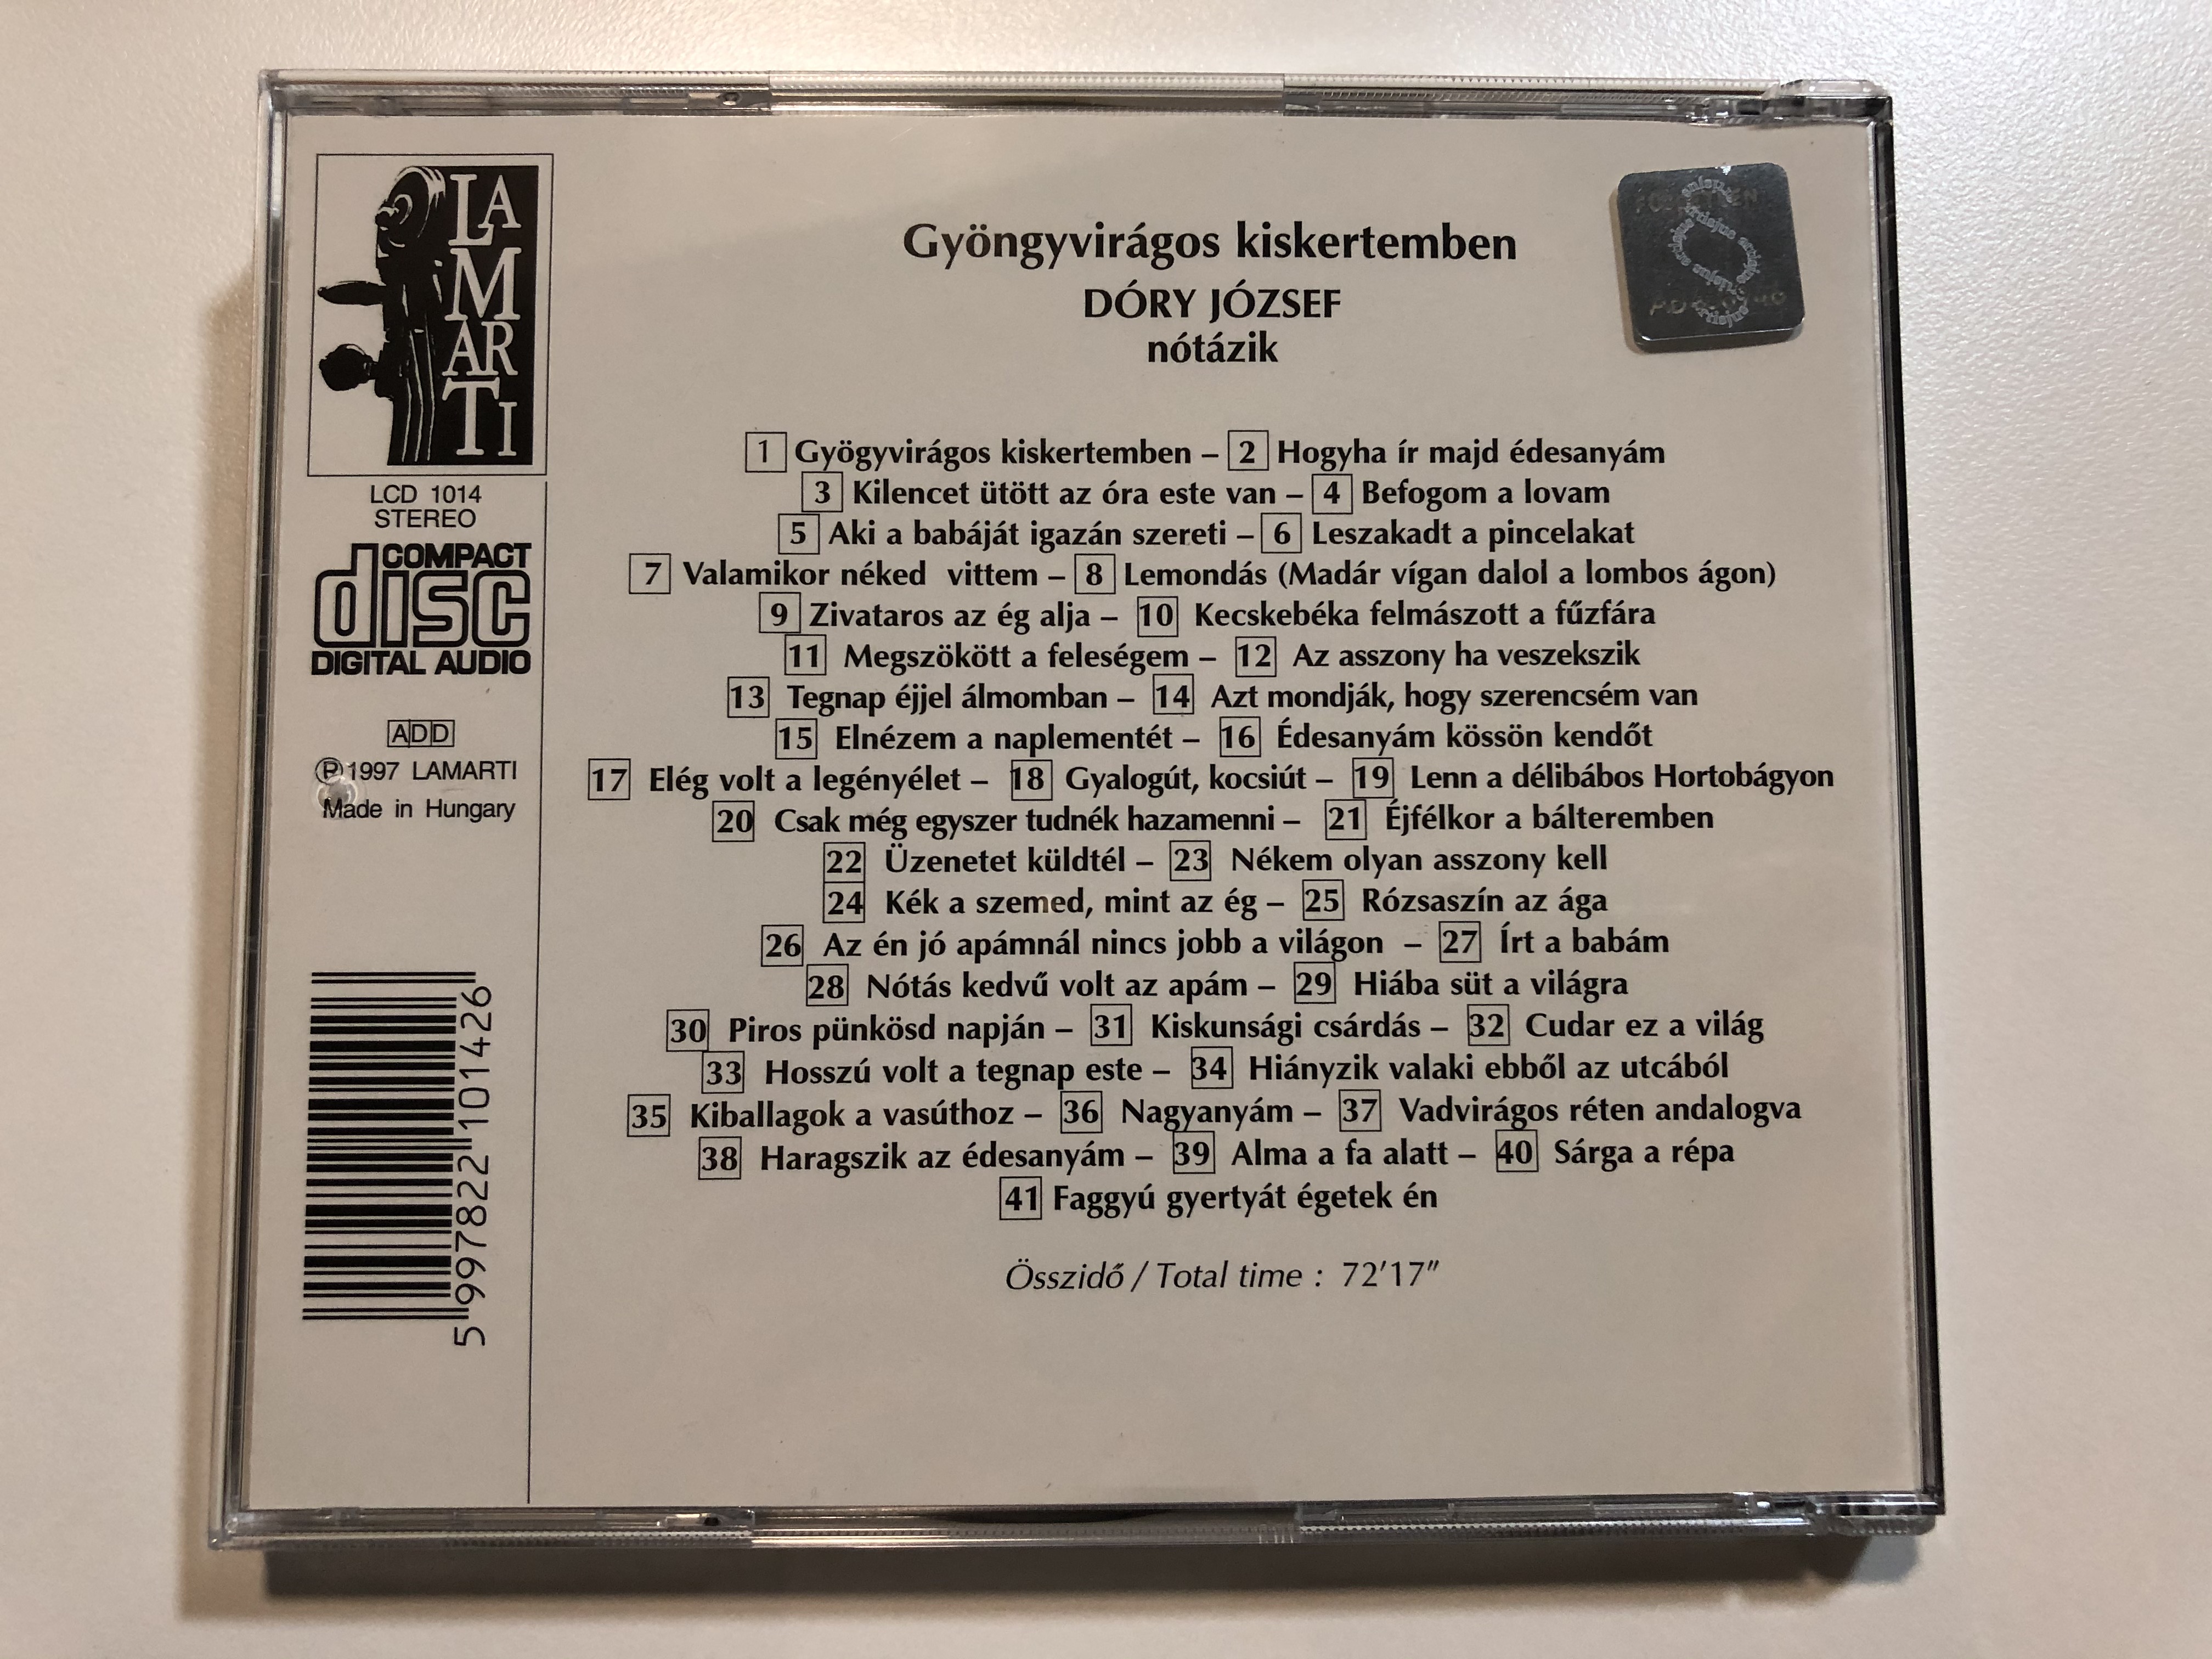 LA
MARTI
LCD 1014
STEREO
COMPACT
disc
DIGITAL AUDIO
ADD
℗1997 LAMARTI
Made in Hungary
5 997822 101426
Gyöngyvirágos kiskertemben
DÓRY JÓZSEF
nótázik
1 Gyögyvirágos kiskertemben – 2 Hogyha ír majd édesanyám
3 Kilencet ütött az óra este van – 4 Befogom a lovam
5 Aki a babáját igazán szereti – 6 Leszakadt a pincelakat
7 Valamikor néked vittem – 8 Lemondás (Madár vígan dalol a lombos ágon)
9 Zivataros az ég alja – 10 Kecskebéka felmászott a fűzfára
11 Megszökött a feleségem – 12 Az asszony ha veszekszik
13 Tegnap éjjel álmomban – 14 Azt mondják, hogy szerencsém van
15 Elnézem a naplementét – 16 Édesanyám kössön kendőt
17 Elég volt a legényélet – 18 Gyalogút, kocsiút – 19 Lenn a délibábos Hortobágyon
20 Csak még egyszer tudnék hazamenni – 21 Éjfélkor a bálteremben
22 Üzenetet küldtél – 23 Nékem olyan asszony kell
24 Kék a szemed, mint az ég – 25 Rózsaszín az ága
26 Az én jó apámnál nincs jobb a világon – 27 Írt a babám
28 Nótás kedvű volt az apám – 29 Hiába süt a világra
30 Piros pünkösd napján – 31 Kiskunsági csárdás – 32 Cudar ez a világ
33 Hosszú volt a tegnap este – 34 Hiányzik valaki ebből az utcából
35 Kiballagok a vasúthoz – 36 Nagyanyám – 37 Vadvirágos réten andalogva
38 Haragszik az édesanyám – 39 Alma a fa alatt – 40 Sárga a répa
41 Faggyú gyertyát égetek én
Összidő / Total time : 72'17"